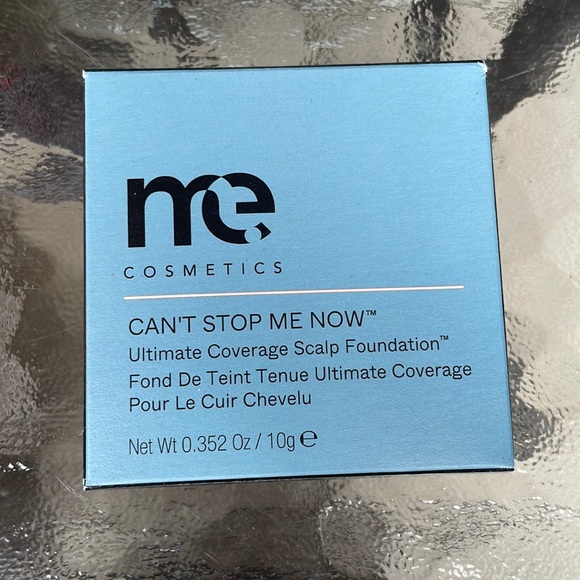 me
COSMETICS
CAN'T STOP ME NOW™
Ultimate Coverage Scalp Foundation™
Fond De Teint Tenue Ultimate Coverage
Pour Le Cuir Chevelu
Net Wt 0.352 Oz / 10g ℮